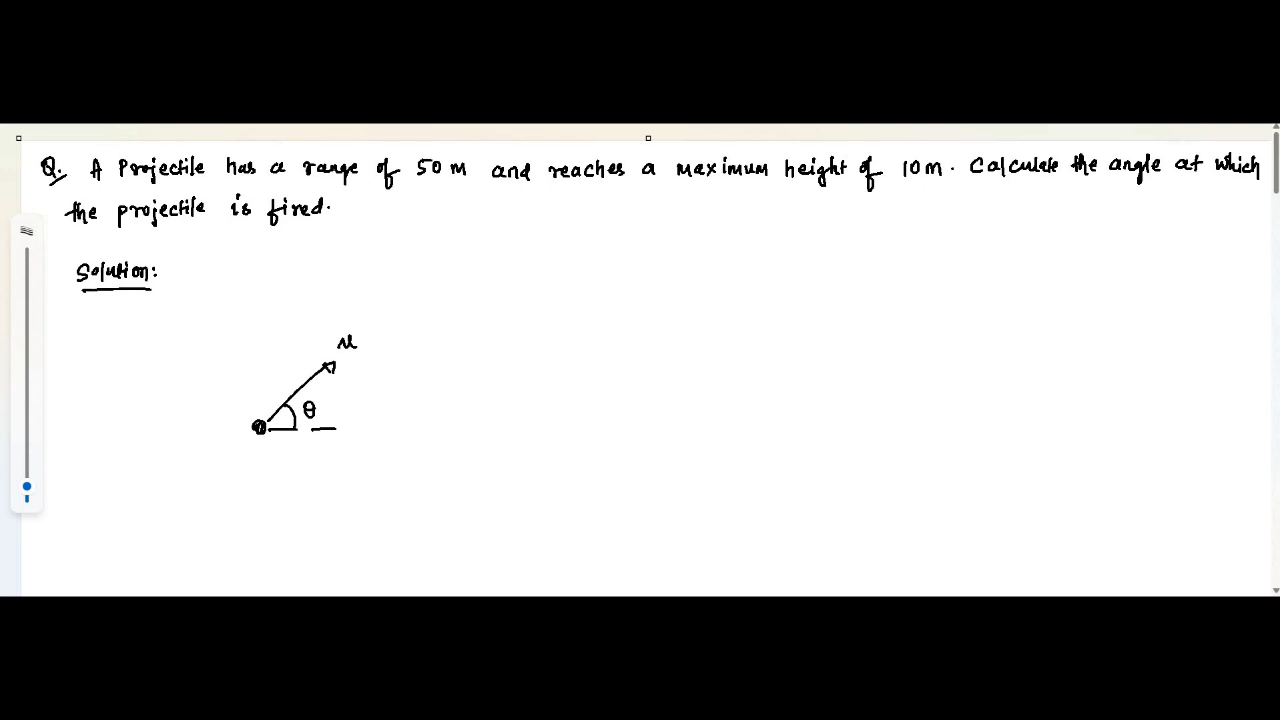 Q. A Projectile has a range of 50 m and reaches a maximum height of 10 m. Calculate the angle at which
the projectile is fired.
Solution:
u
θ